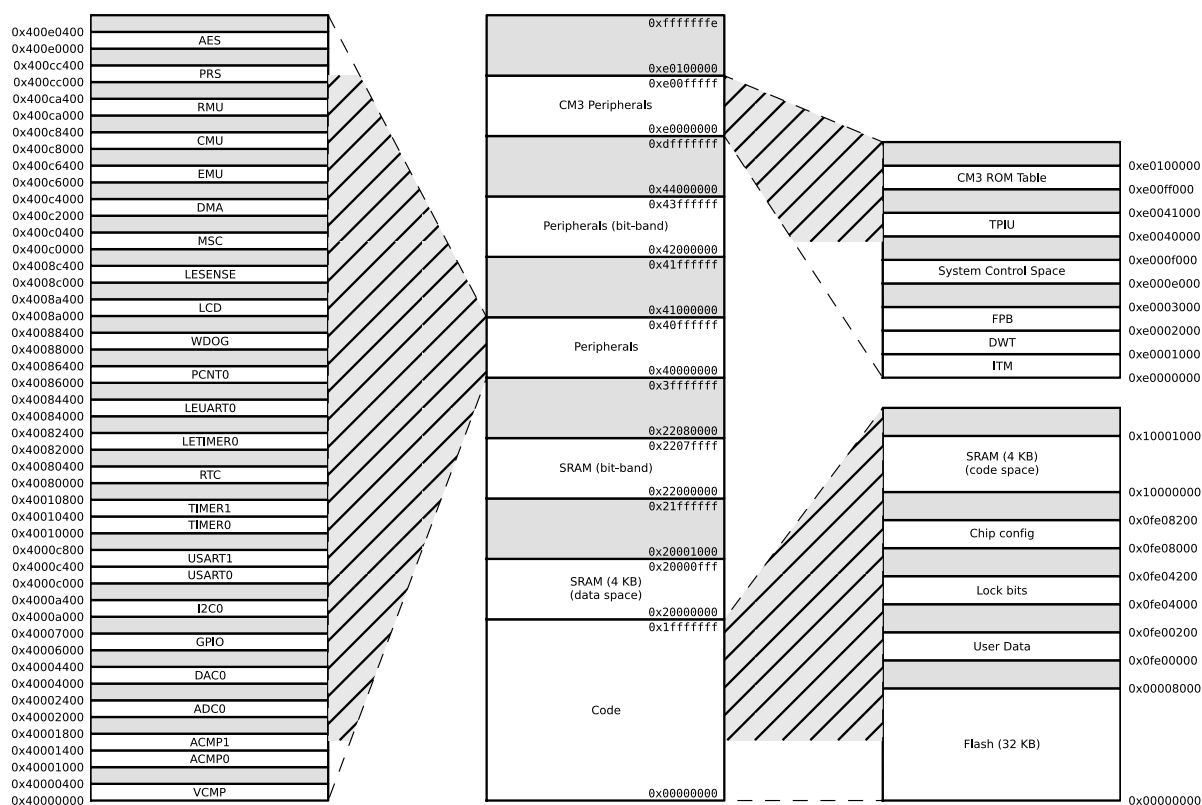 0x400e0400
AES
0x400e0000
0x400cc400
PRS
0x400cc000
0x400ca400
RMU
0x400ca000
0x400c8400
CMU
0x400c8000
0x400c6400
EMU
0x400c6000
0x400c4000
DMA
0x400c2000
0x400c0400
MSC
0x400c0000
0x4008c400
LESENSE
0x4008c000
0x4008a400
LCD
0x4008a000
0x40088400
WDOG
0x40088000
0x40086400
PCNT0
0x40086000
0x40084400
LEUART0
0x40084000
0x40082400
LETIMER0
0x40082000
0x40080400
RTC
0x40080000
0x40010800
TIMER1
0x40010400
TIMER0
0x40010000
0x4000c800
USART1
0x4000c400
USART0
0x4000c000
0x4000a400
I2C0
0x4000a000
0x40007000
GPIO
0x40006000
0x40004400
DAC0
0x40004000
0x40002400
ADC0
0x40002000
0x40001800
ACMP1
0x40001400
ACMP0
0x40001000
0x40000400
VCMP
0x40000000
0xfffffffe
0xe0100000
0xe00fffff
CM3 Peripherals
0xe0000000
0xdfffffff
0x44000000
0x43ffffff
Peripherals (bit-band)
0x42000000
0x41ffffff
0x41000000
0x40ffffff
Peripherals
0x40000000
0x3fffffff
0x22080000
0x2207ffff
SRAM (bit-band)
0x22000000
0x21ffffff
0x20001000
0x20000fff
SRAM (4 KB)
(data space)
0x20000000
0x1fffffff
Code
0x00000000
0xe0100000
CM3 ROM Table
0xe00ff000
0xe0041000
TPIU
0xe0040000
0xe000f000
System Control Space
0xe000e000
0xe0003000
FPB
0xe0002000
DWT
0xe0001000
ITM
0xe0000000
0x10001000
SRAM (4 KB)
(code space)
0x10000000
0x0fe08200
Chip config
0x0fe08000
0x0fe04200
Lock bits
0x0fe04000
0x0fe00200
User Data
0x0fe00000
0x00008000
Flash (32 KB)
0x00000000